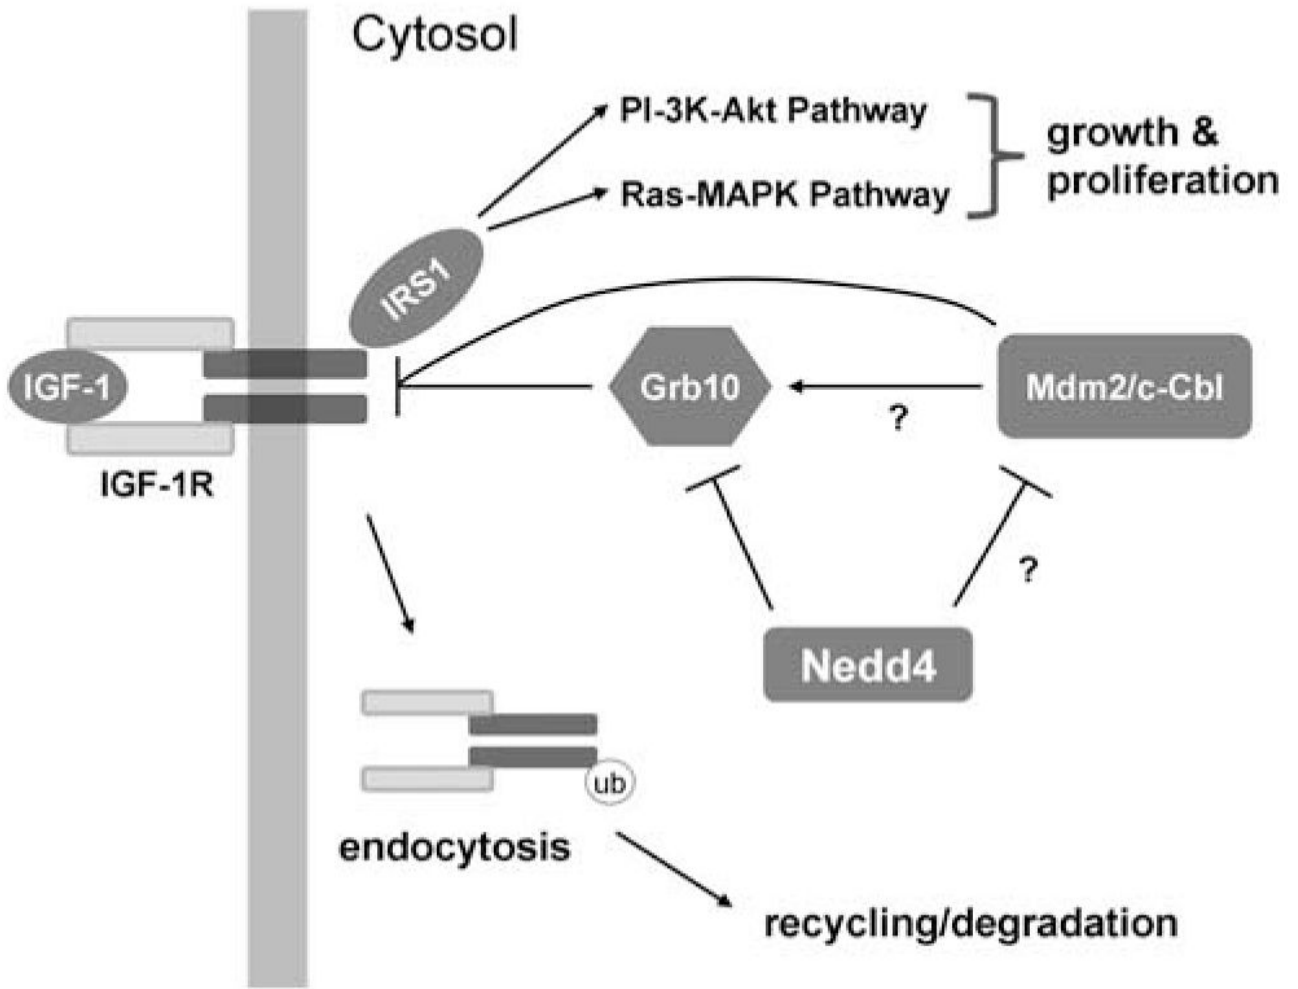 Cytosol
PI-3K-Akt Pathway
growth &
proliferation
Ras-MAPK Pathway
IRS1
IGF-1
Grb10
Mdm2/c-Cbl
?
IGF-1R
?
Nedd4
ub
endocytosis
recycling/degradation